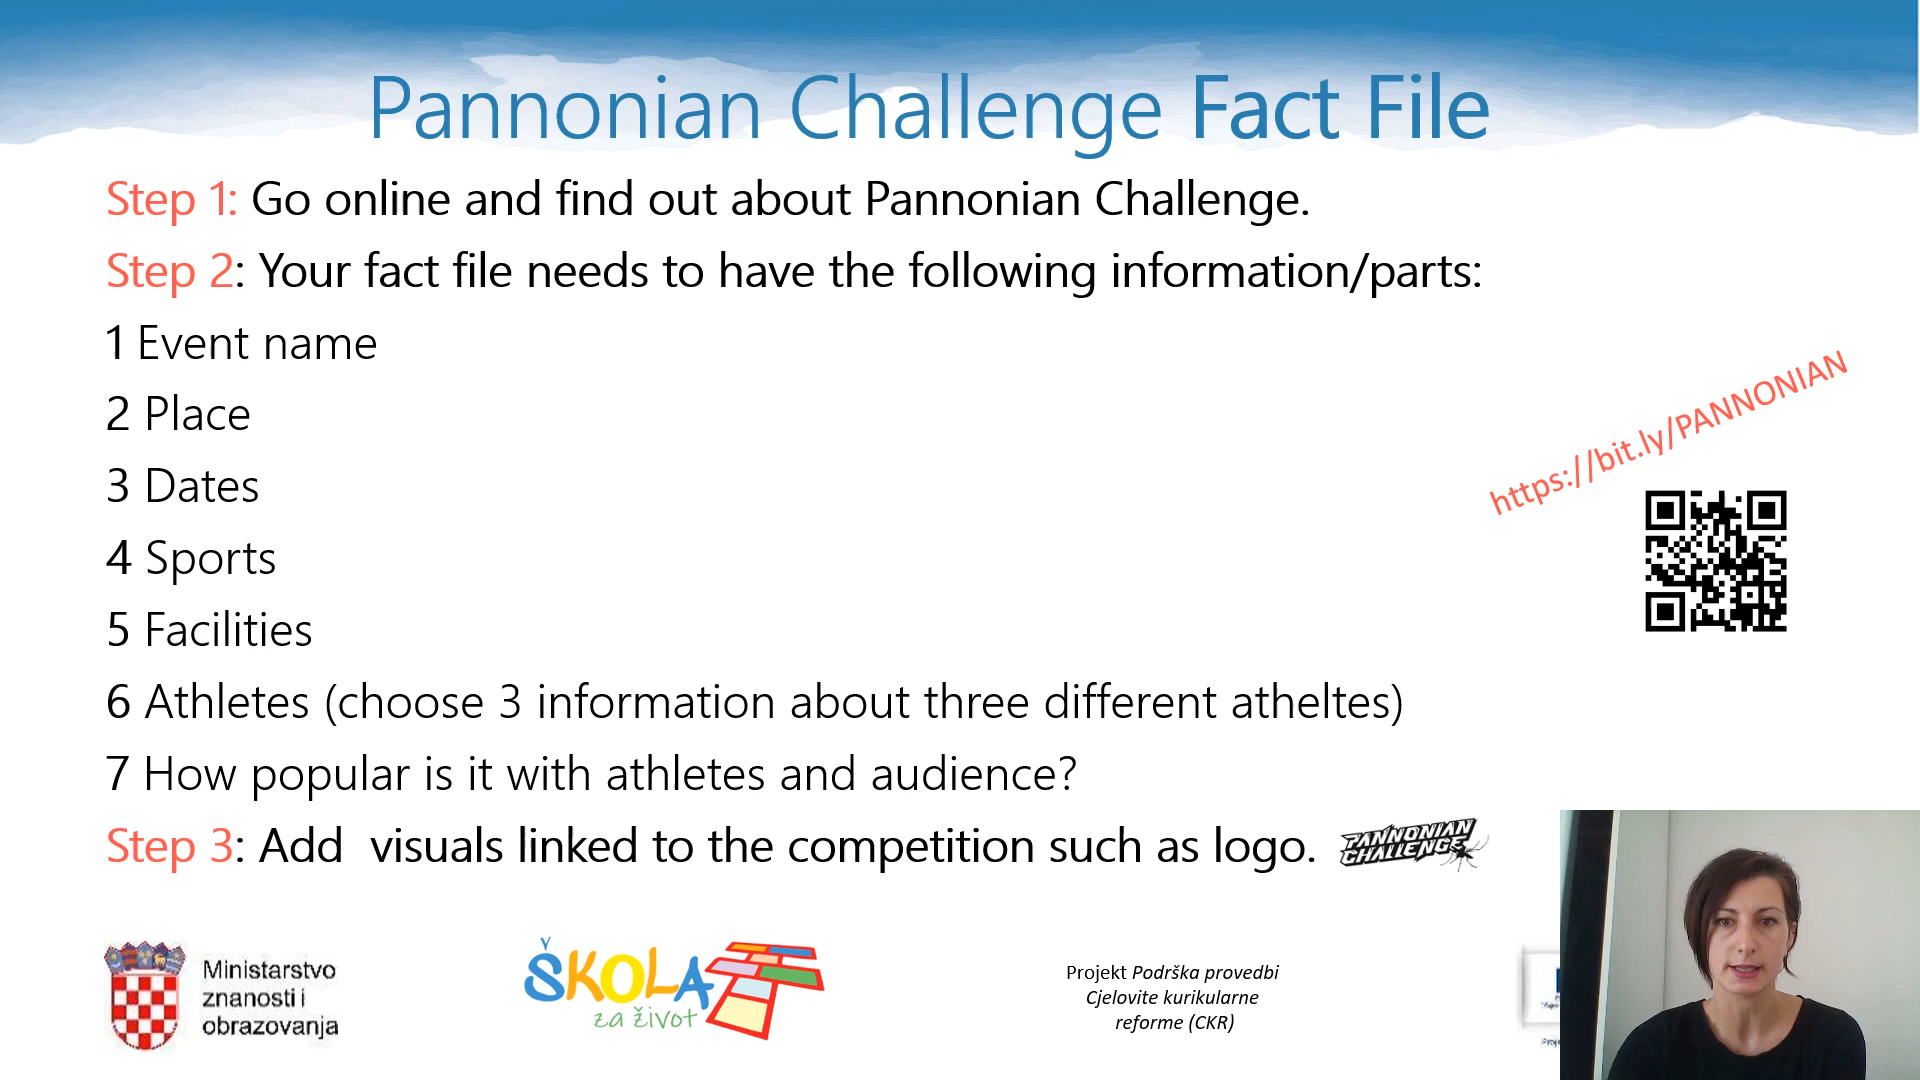 Pannonian Challenge Fact File
Step 1: Go online and find out about Pannonian Challenge.
Step 2: Your fact file needs to have the following information/parts:
1 Event name
2 Place
3 Dates
4 Sports
5 Facilities
6 Athletes (choose 3 information about three different atheltes)
7 How popular is it with athletes and audience?
https://bit.ly/PANNONIAN
Step 3: Add  visuals linked to the competition such as logo.
PANNONIAN
CHALLENGE
Ministarstvo
znanosti i
obrazovanja
ŠKOLA
za život
Projekt Podrška provedbi
Cjelovite kurikularne
reforme (CKR)